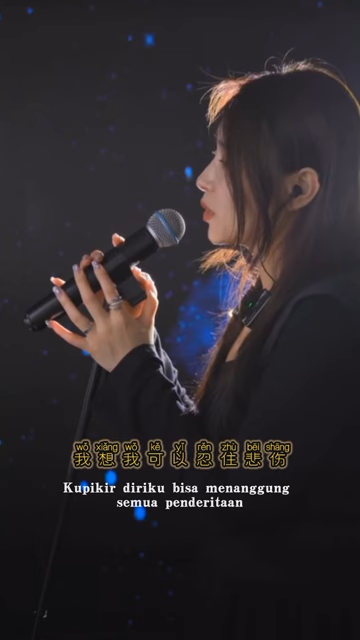 wǒ xiǎng wǒ kě yǐ rěn zhù bēi shāng
我想我可以忍住悲伤
Kupikir diriku bisa menanggung
semua penderitaan